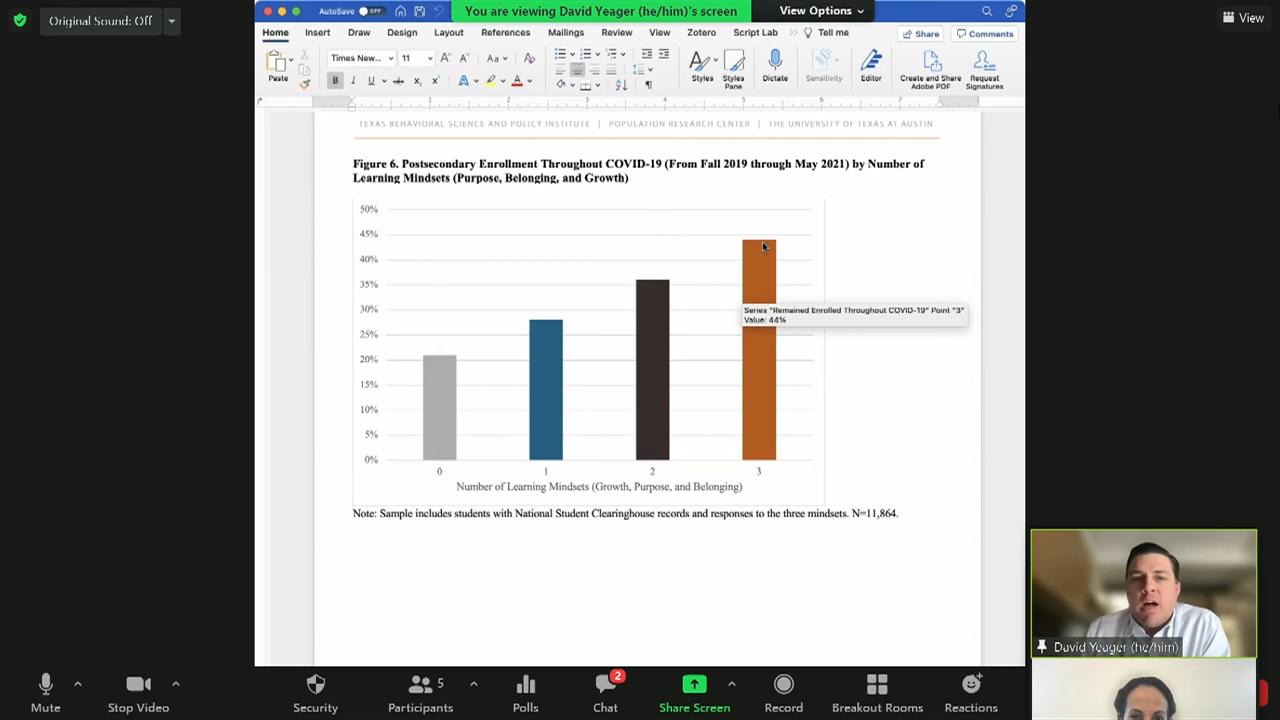 Original Sound: Off
AutoSave OFF
You are viewing David Yeager (he/him)'s screen
View Options
View
Home Insert Draw Design Layout References Mailings Review View Zotero Script Lab Tell me Share Comments
Times New... 11
Paste
Styles
Styles Pane
Dictate
Sensitivity
Editor
Create and Share Adobe PDF
Request Signatures
1 2 3 4 5 6 7
TEXAS BEHAVIORAL SCIENCE AND POLICY INSTITUTE | POPULATION RESEARCH CENTER | THE UNIVERSITY OF TEXAS AT AUSTIN
Figure 6. Postsecondary Enrollment Throughout COVID-19 (From Fall 2019 through May 2021) by Number of
Learning Mindsets (Purpose, Belonging, and Growth)
50%
45%
40%
35%
30%
25%
20%
15%
10%
5%
0%
Series "Remained Enrolled Throughout COVID-19" Point "3"
Value: 44%
0 1 2 3
Number of Learning Mindsets (Growth, Purpose, and Belonging)
Note: Sample includes students with National Student Clearinghouse records and responses to the three mindsets. N=11,864.
David Yeager (he/him)
Mute
Stop Video
Security
5
Participants
Polls
2
Chat
Share Screen
Record
Breakout Rooms
Reactions